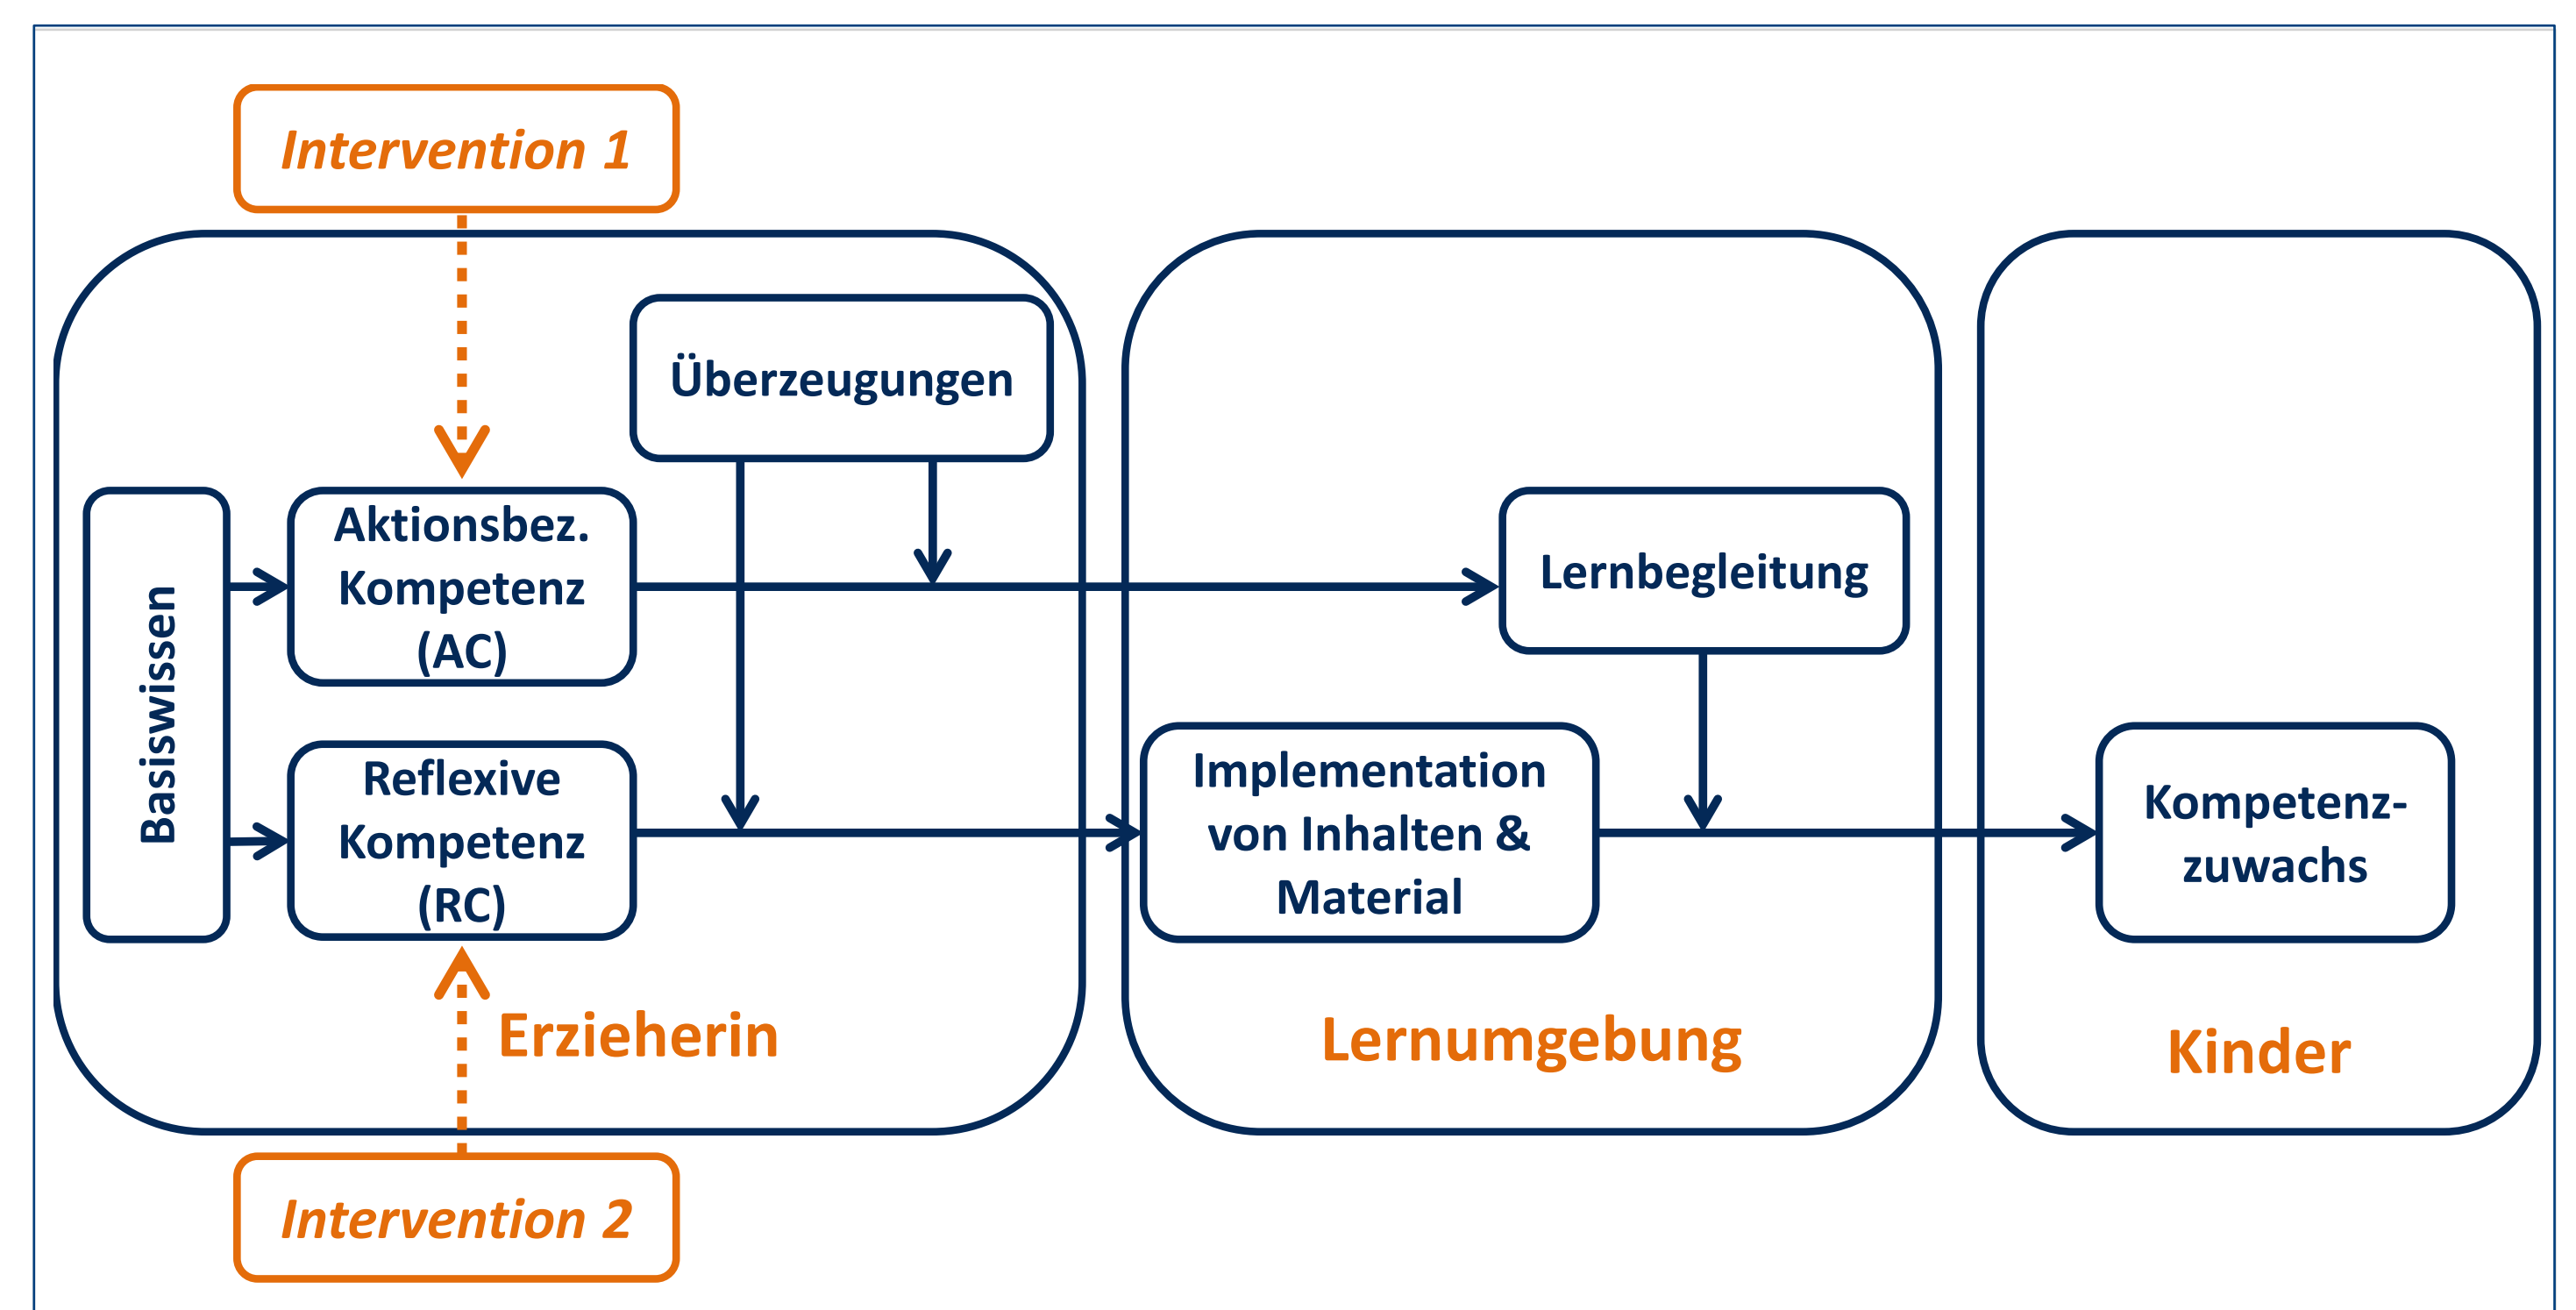 Intervention 1
Überzeugungen
Basiswissen
Aktionsbez.
Kompetenz
(AC)
Lernbegleitung
Reflexive
Kompetenz
(RC)
Implementation
von Inhalten &
Material
Kompetenz-
zuwachs
Erzieherin
Lernumgebung
Kinder
Intervention 2